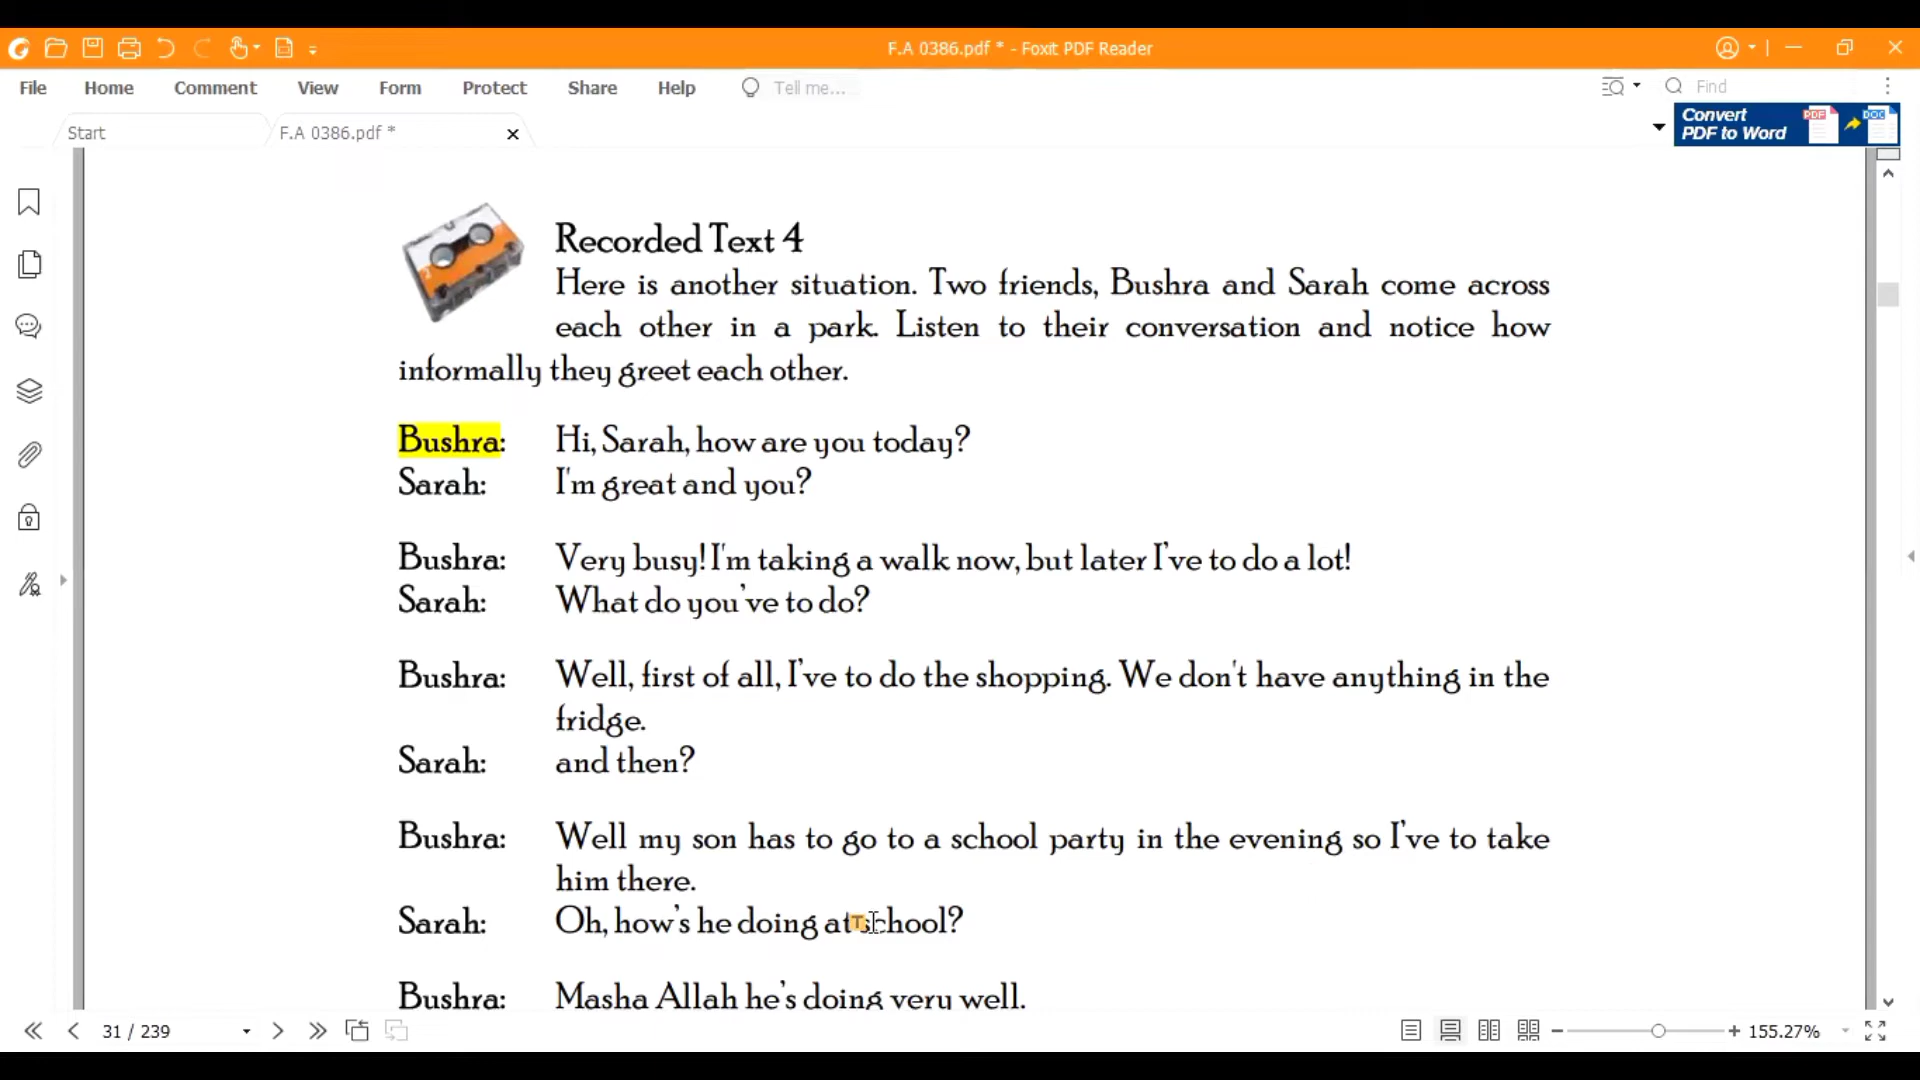 F.A 0386.pdf * - Foxit PDF Reader
File Home Comment View Form Protect Share Help Tell me... Find
Start F.A 0386.pdf *
Convert PDF to Word PDF DOC
Recorded Text 4
Here is another situation. Two friends, Bushra and Sarah come across
each other in a park. Listen to their conversation and notice how
informally they greet each other.
Bushra: Hi, Sarah, how are you today?
Sarah: I'm great and you?
Bushra: Very busy! I'm taking a walk now, but later I've to do a lot!
Sarah: What do you've to do?
Bushra: Well, first of all, I've to do the shopping. We don't have anything in the
fridge.
Sarah: and then?
Bushra: Well my son has to go to a school party in the evening so I've to take
him there.
Sarah: Oh, how's he doing at school?
Bushra: Masha Allah he's doing very well.
31 / 239 155.27%